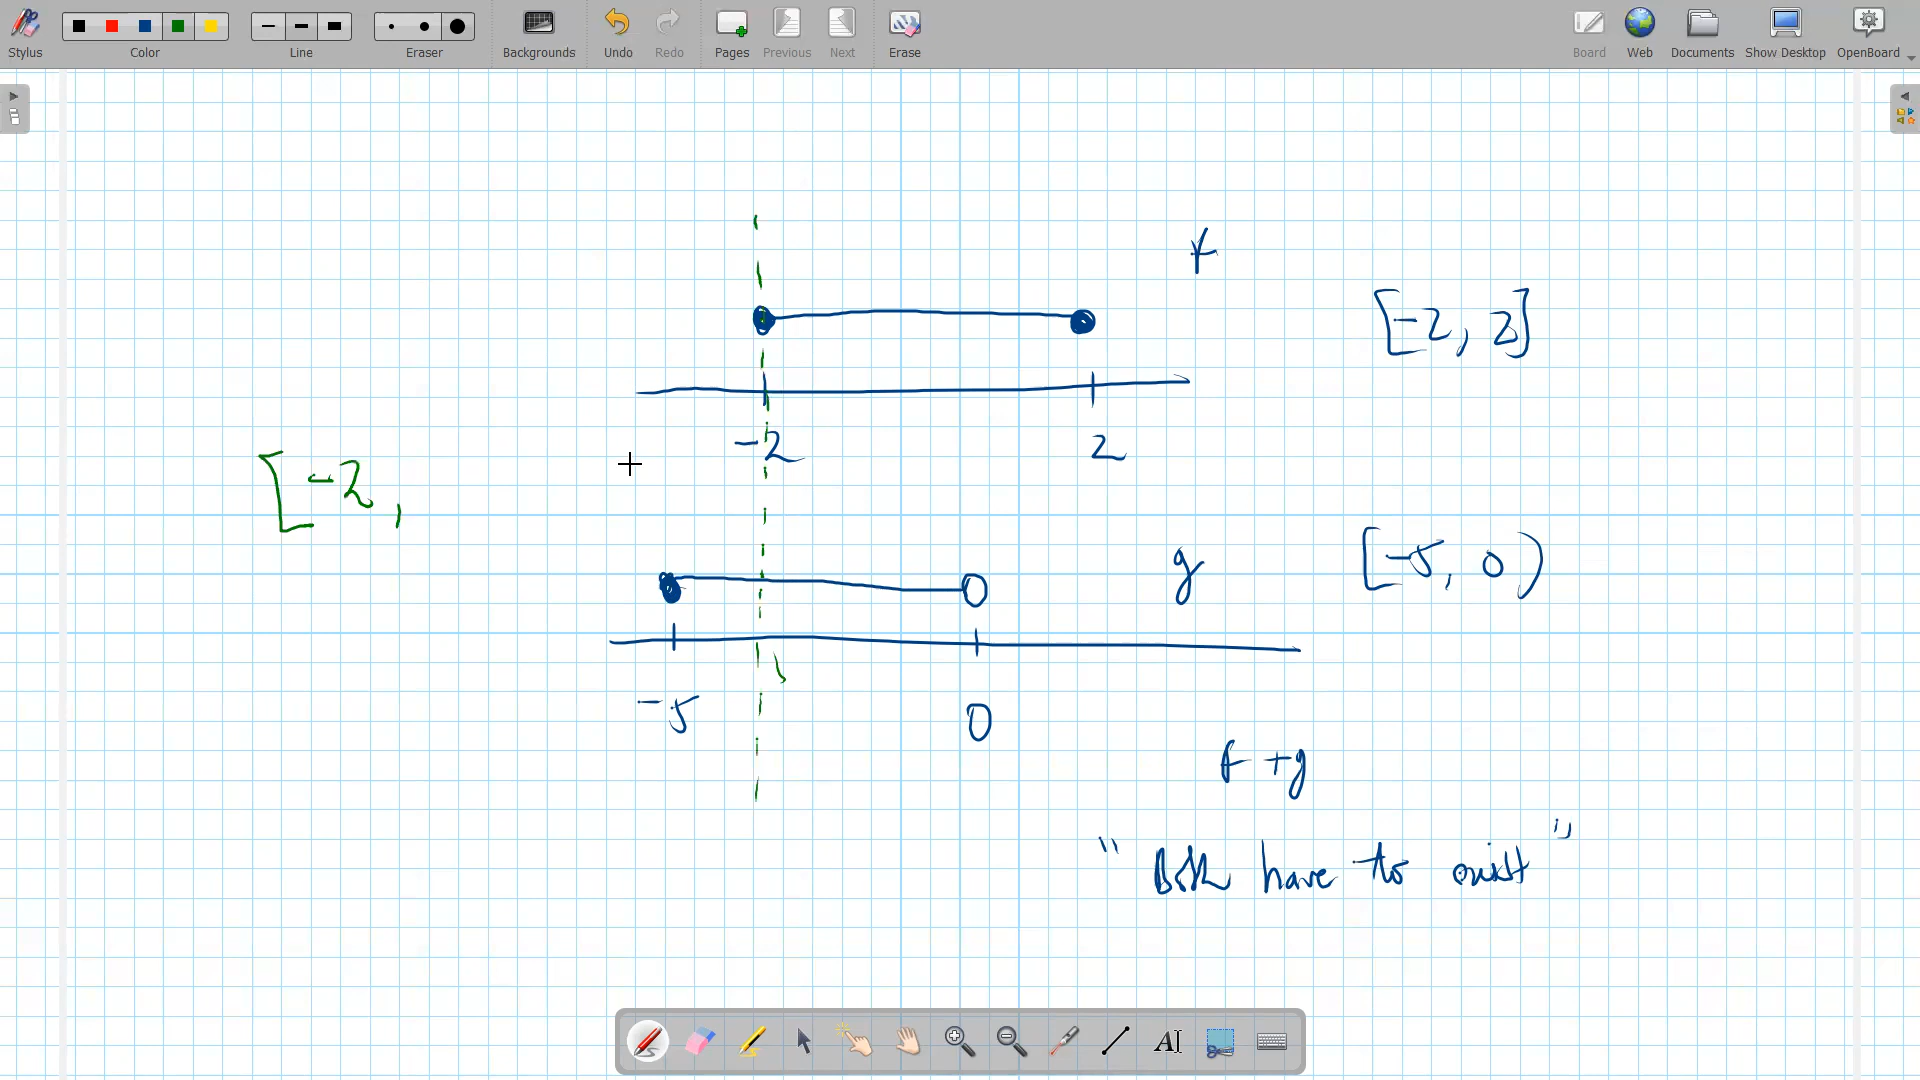 Stylus Color Line Eraser Backgrounds Undo Redo Pages Previous Next Erase Board Web Documents Show Desktop OpenBoard
f
[-2, 2]
-2 2
[-2,
g [-5, 0)
-5 0
f +g
"Both have to exist"